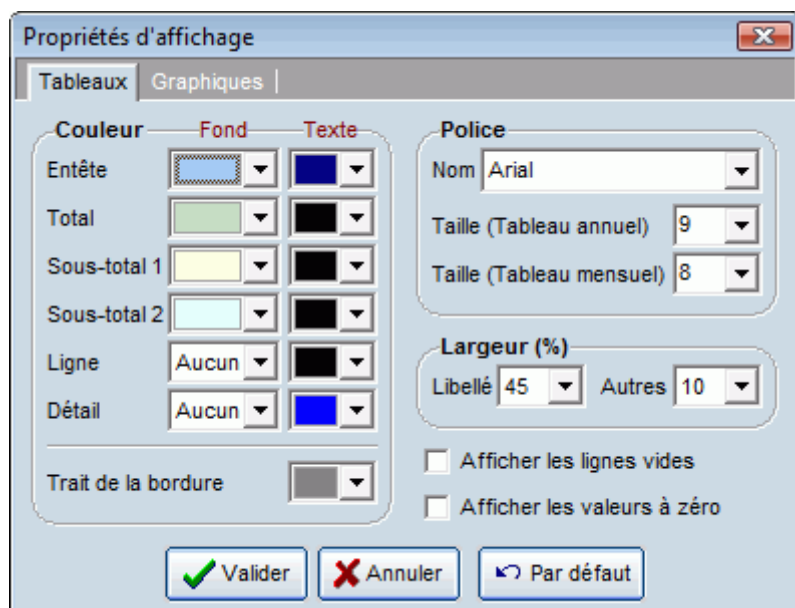 Propriétés d'affichage
Tableaux Graphiques
Couleur Fond Texte
Entête
Total
Sous-total 1
Sous-total 2
Ligne Aucun
Détail Aucun
Trait de la bordure
Police
Nom Arial
Taille (Tableau annuel) 9
Taille (Tableau mensuel) 8
Largeur (%)
Libellé 45 Autres 10
Afficher les lignes vides
Afficher les valeurs à zéro
Valider Annuler Par défaut